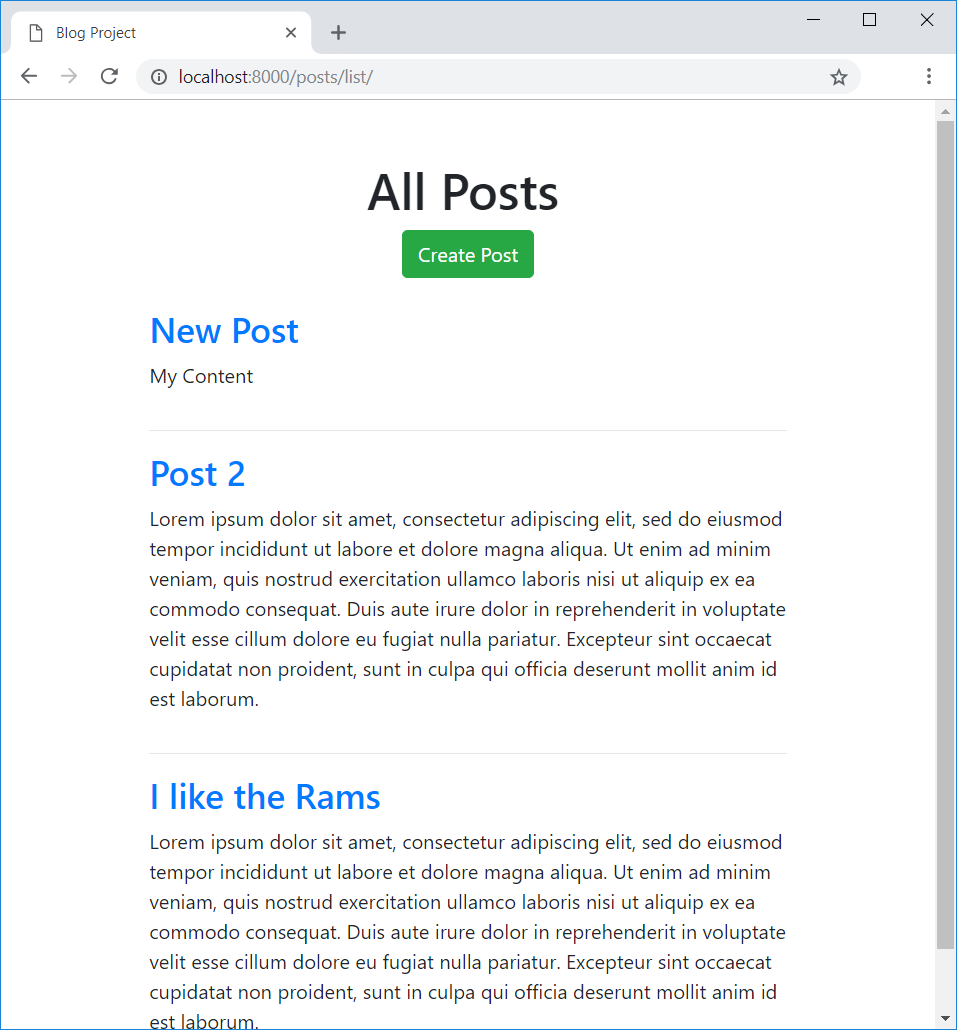 Blog Project
localhost:8000/posts/list/
All Posts
Create Post
New Post
My Content
Post 2
Lorem ipsum dolor sit amet, consectetur adipiscing elit, sed do eiusmod
tempor incididunt ut labore et dolore magna aliqua. Ut enim ad minim
veniam, quis nostrud exercitation ullamco laboris nisi ut aliquip ex ea
commodo consequat. Duis aute irure dolor in reprehenderit in voluptate
velit esse cillum dolore eu fugiat nulla pariatur. Excepteur sint occaecat
cupidatat non proident, sunt in culpa qui officia deserunt mollit anim id
est laborum.
I like the Rams
Lorem ipsum dolor sit amet, consectetur adipiscing elit, sed do eiusmod
tempor incididunt ut labore et dolore magna aliqua. Ut enim ad minim
veniam, quis nostrud exercitation ullamco laboris nisi ut aliquip ex ea
commodo consequat. Duis aute irure dolor in reprehenderit in voluptate
velit esse cillum dolore eu fugiat nulla pariatur. Excepteur sint occaecat
cupidatat non proident, sunt in culpa qui officia deserunt mollit anim id
est laborum.